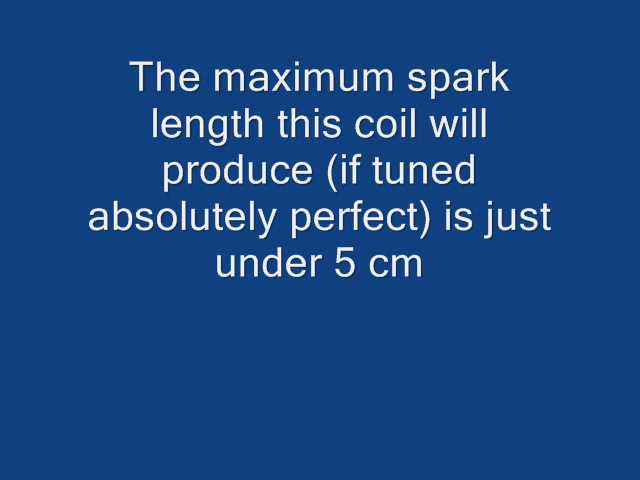 The maximum spark
length this coil will
produce (if tuned
absolutely perfect) is just
under 5 cm